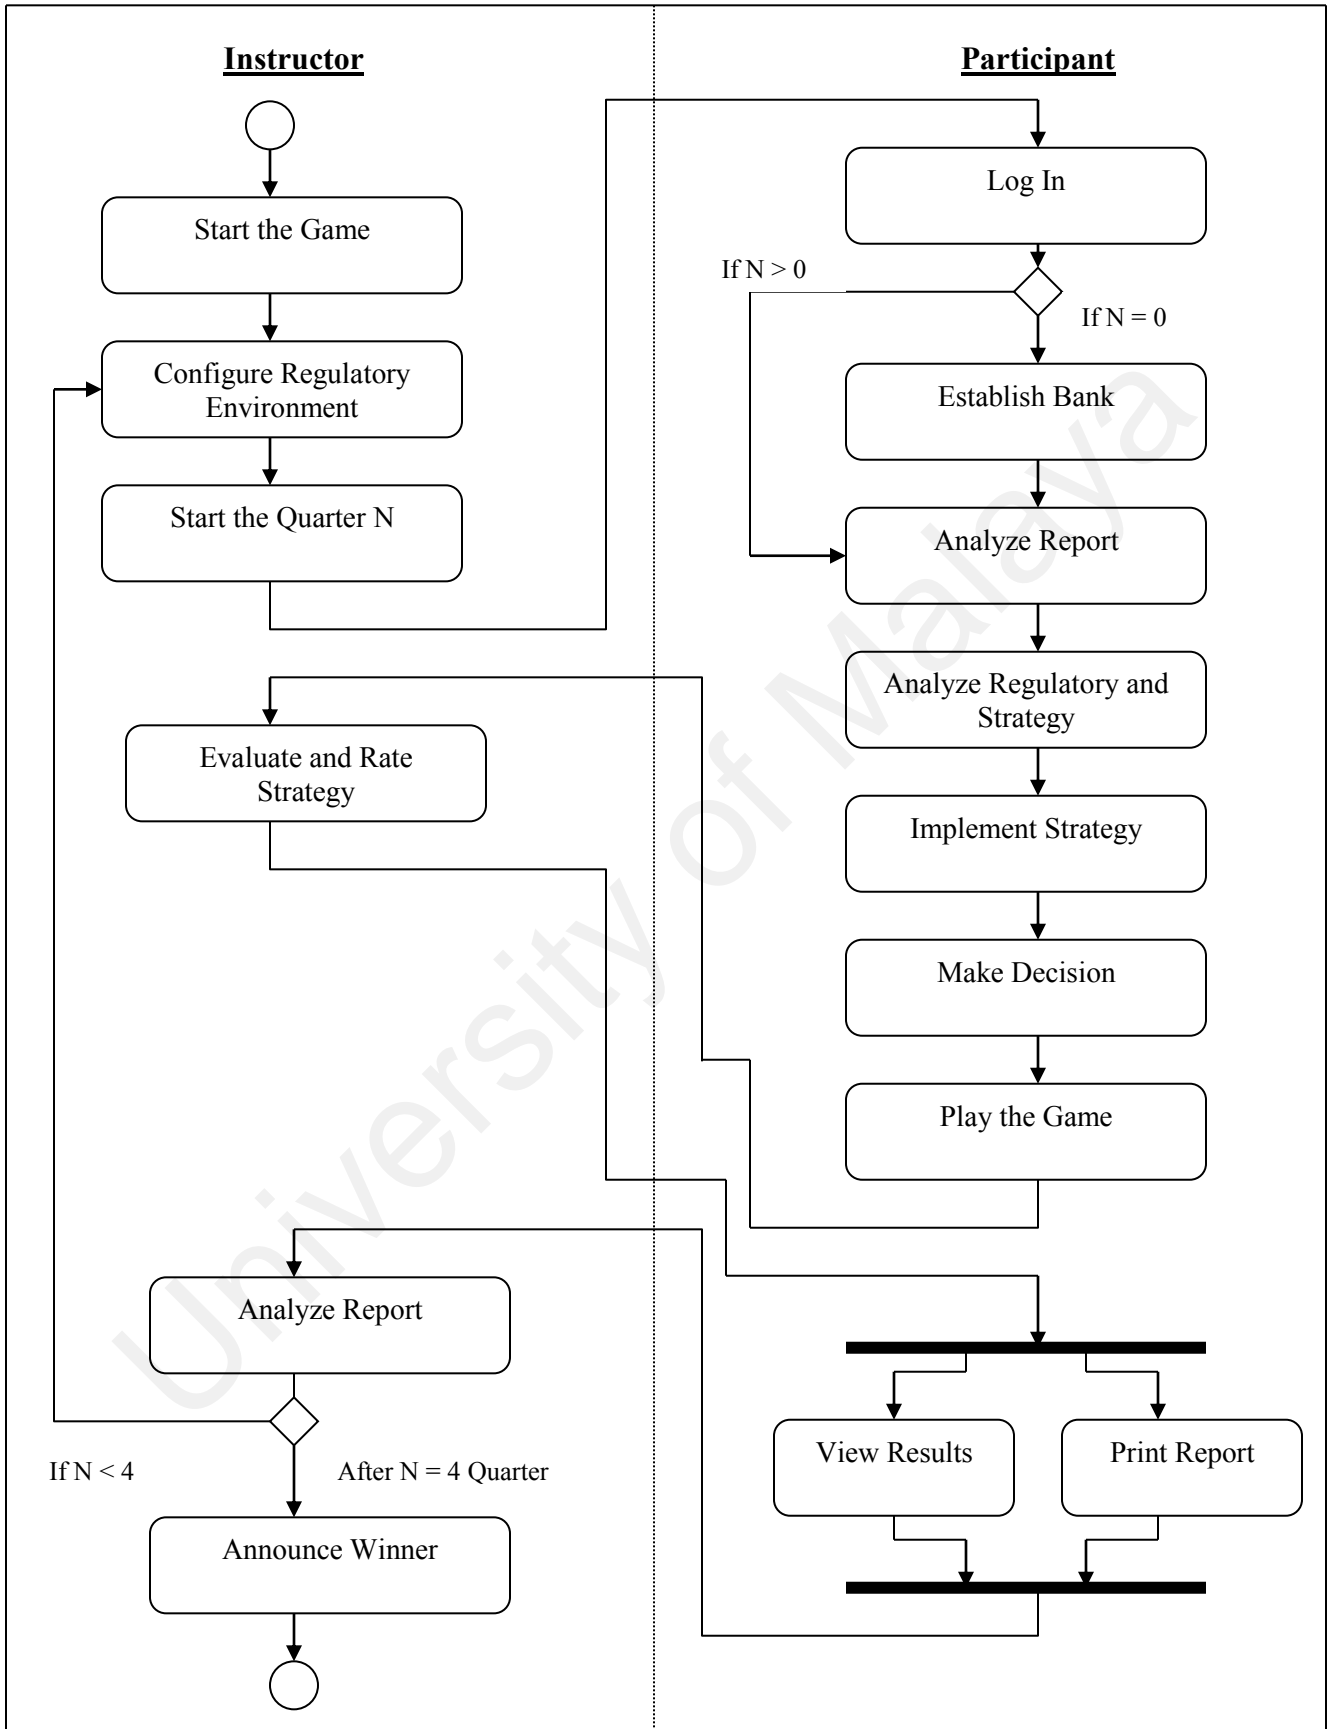 Instructor
Start the Game
Configure Regulatory
Environment
Start the Quarter N
Evaluate and Rate
Strategy
Analyze Report
If N < 4
After N = 4 Quarter
Announce Winner
Participant
Log In
If N > 0
If N = 0
Establish Bank
Analyze Report
Analyze Regulatory and
Strategy
Implement Strategy
Make Decision
Play the Game
View Results
Print Report
University of Malaya